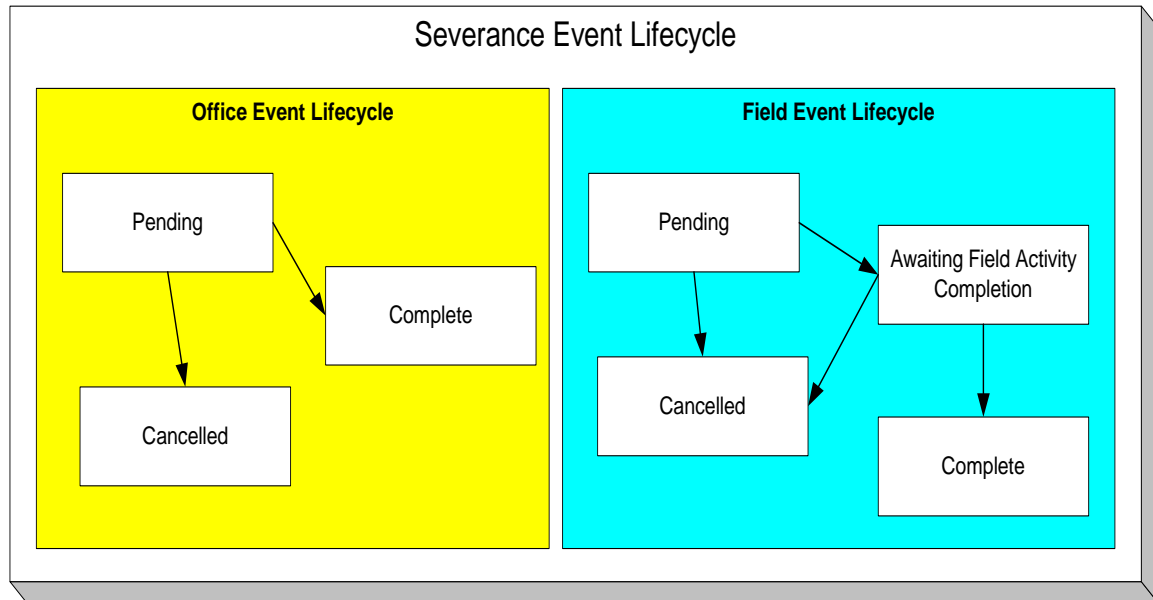 Severance Event Lifecycle
Office Event Lifecycle
Pending
Complete
Cancelled
Field Event Lifecycle
Pending
Awaiting Field Activity
Completion
Cancelled
Complete